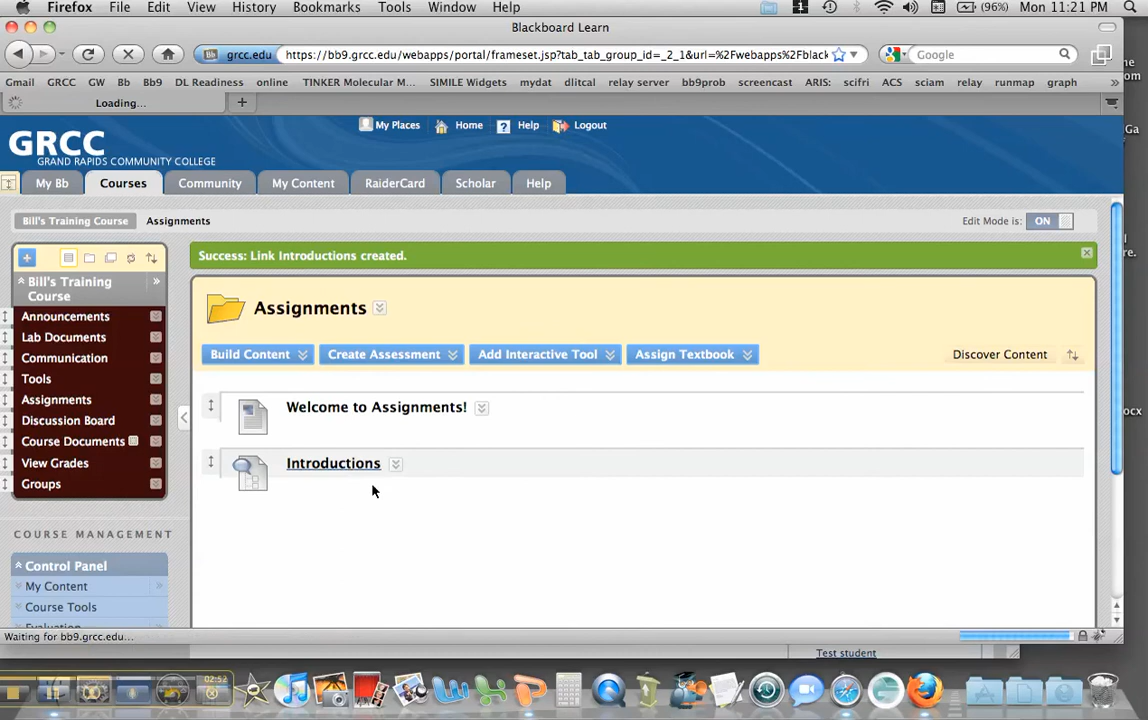 Firefox File Edit View History Bookmarks Tools Window Help 1 (96%) Mon 11:21 PM
Blackboard Learn
grcc.edu https://bb9.grcc.edu/webapps/portal/frameset.jsp?tab_tab_group_id=_2_1&url=%2Fwebapps%2Fblack Google
Gmail GRCC GW Bb Bb9 DL Readiness online TINKER Molecular M... SIMILE Widgets mydat dlitcal relay server bb9prob screencast ARIS: scifri ACS sciam relay runmap graph »
Loading... +
My Places Home ? Help Logout
GRCC
GRAND RAPIDS COMMUNITY COLLEGE
My Bb Courses Community My Content RaiderCard Scholar Help
Bill's Training Course Assignments Edit Mode is: ON
Success: Link Introductions created.
Bill's Training
Course
Announcements
Lab Documents
Communication
Tools
Assignments
Discussion Board
Course Documents
View Grades
Groups
COURSE MANAGEMENT
Control Panel
My Content
Course Tools
Evaluation
Assignments
Build Content Create Assessment Add Interactive Tool Assign Textbook Discover Content
Welcome to Assignments!
Introductions
Waiting for bb9.grcc.edu...
Test student
02:52
ocx